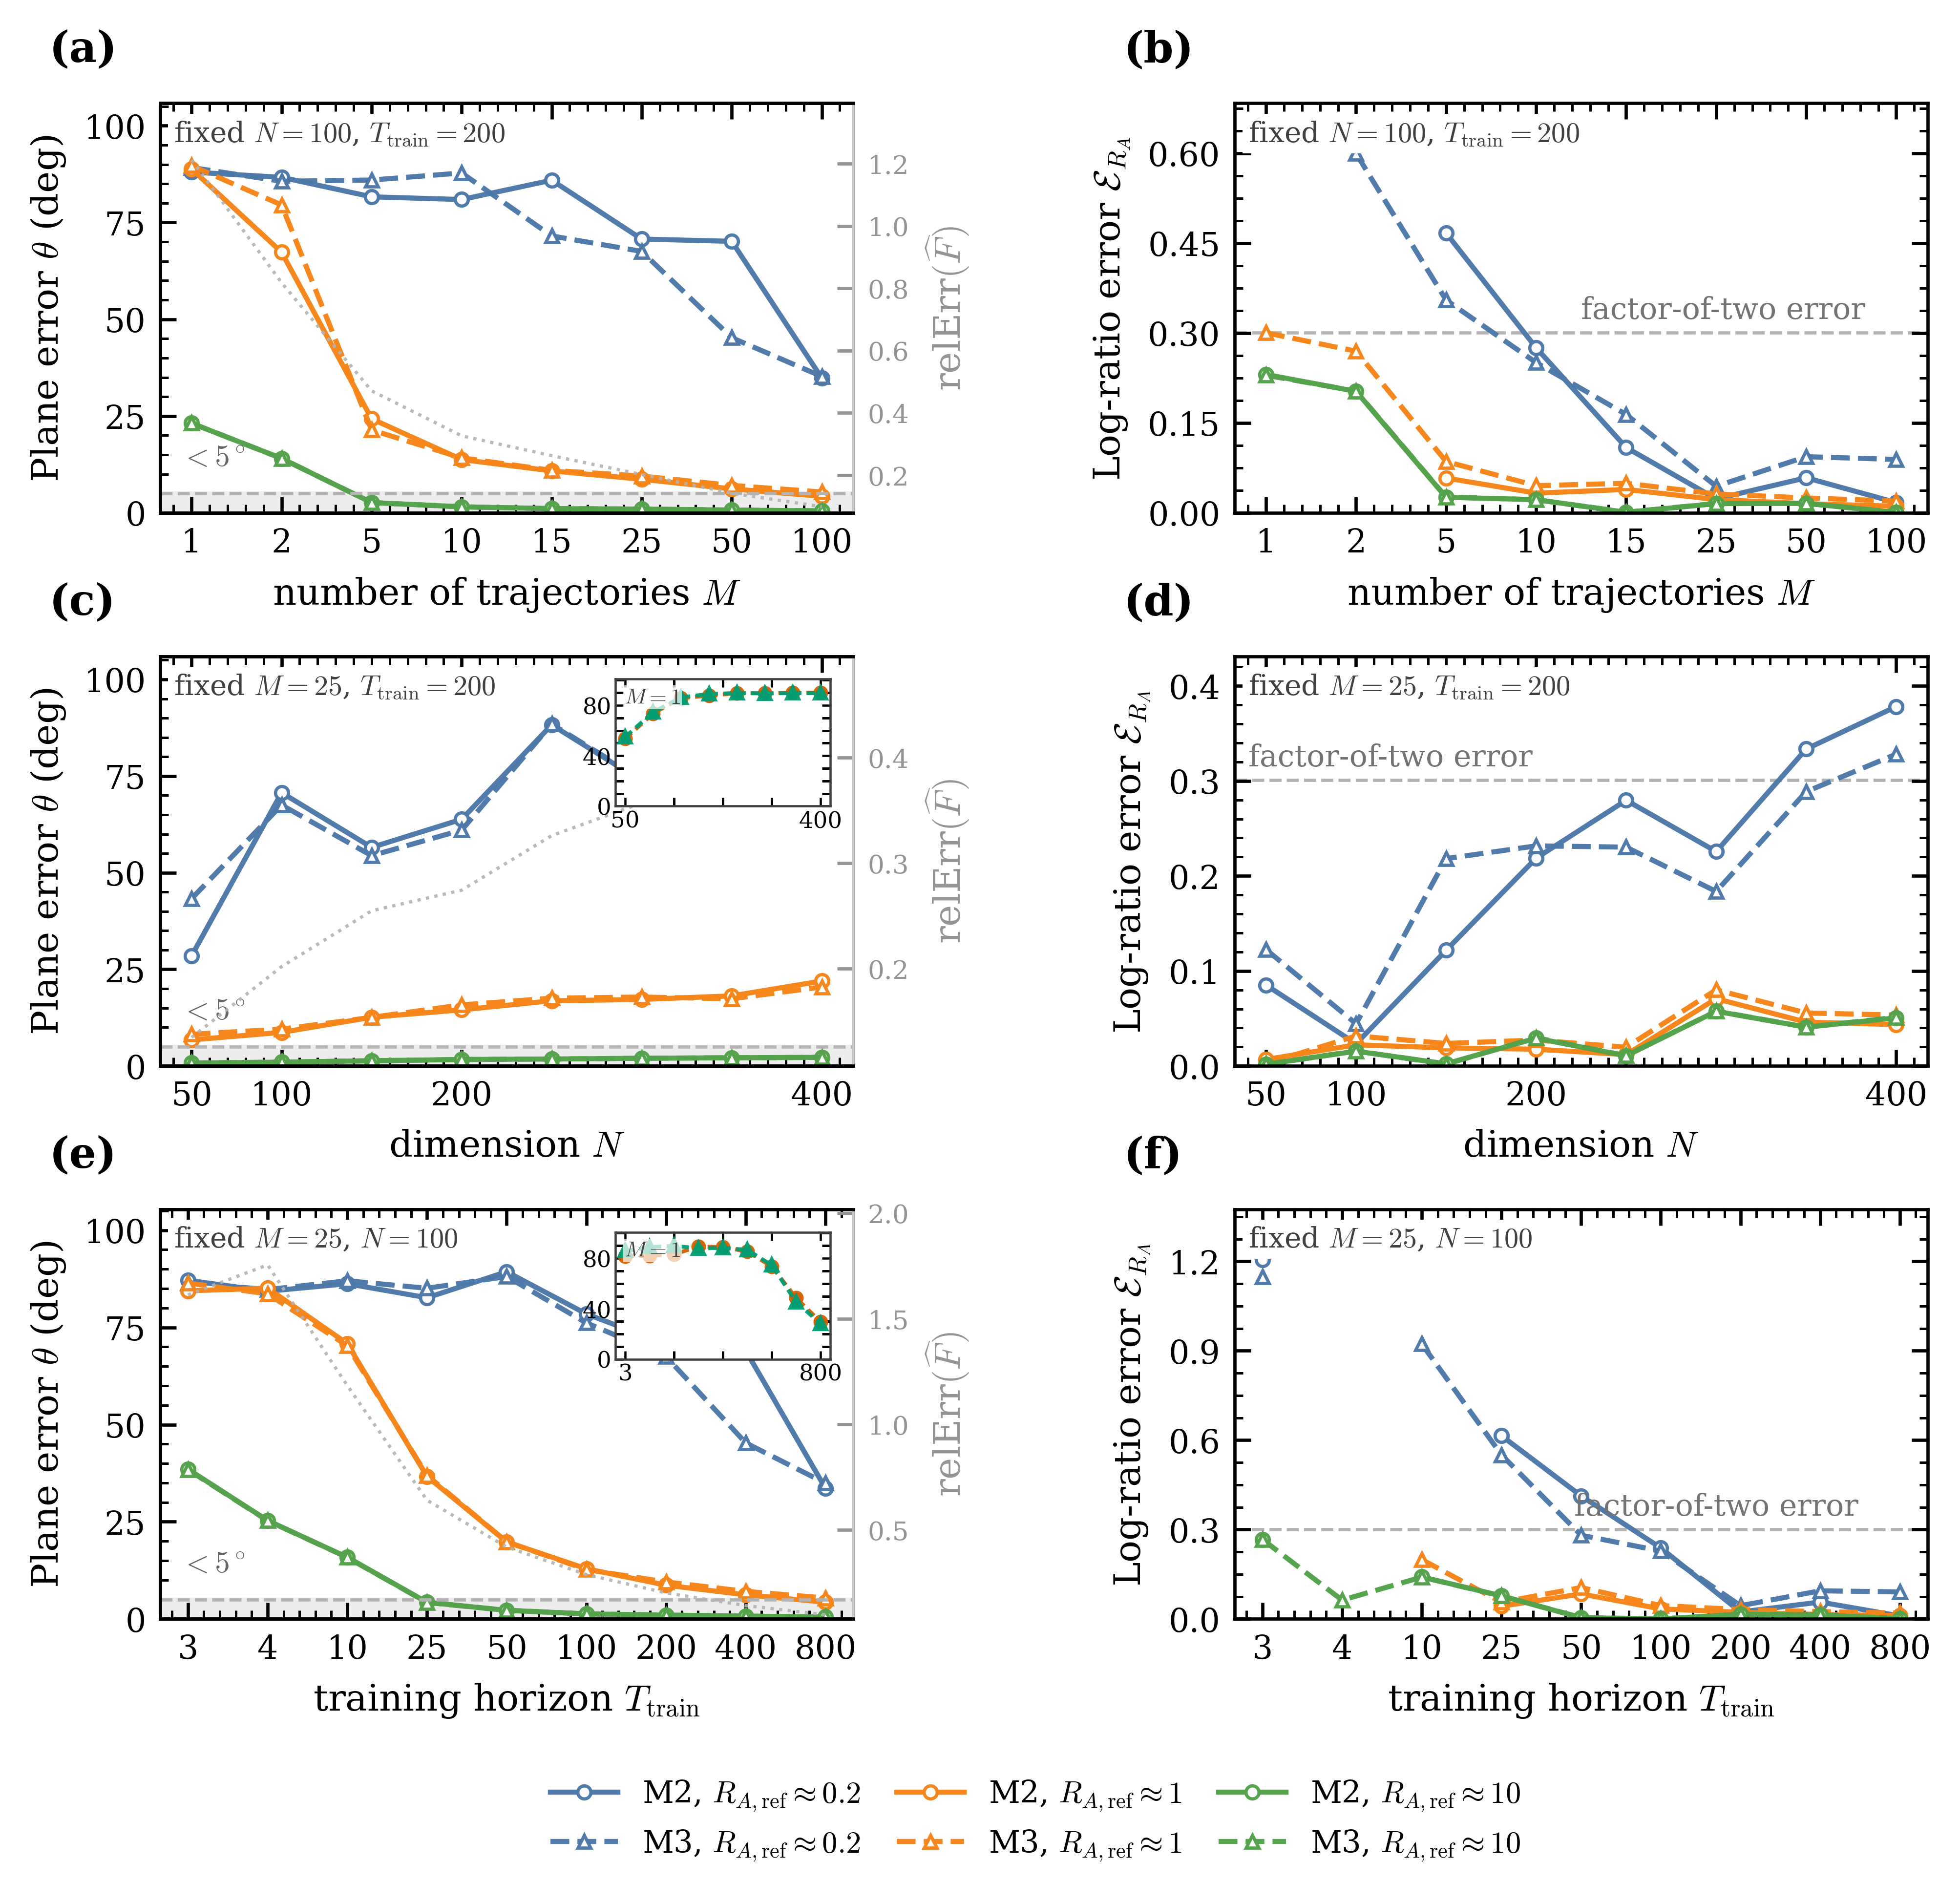 (a)
fixed N = 100, T_train = 200
Plane error θ (deg)
100
75
50
25
0
< 5°
1.2
1.0
0.8
0.6
0.4
0.2
relErr(F̂)
1 2 5 10 15 25 50 100
number of trajectories M
(b)
fixed N = 100, T_train = 200
Log-ratio error ℰ_{R_A}
0.60
0.45
0.30
0.15
0.00
factor-of-two error
1 2 5 10 15 25 50 100
number of trajectories M
(c)
fixed M = 25, T_train = 200
Plane error θ (deg)
100
75
50
25
0
< 5°
M = 1
80
40
0
50 400
0.4
0.3
0.2
relErr(F̂)
50 100 200 400
dimension N
(d)
fixed M = 25, T_train = 200
Log-ratio error ℰ_{R_A}
0.4
0.3
0.2
0.1
0.0
factor-of-two error
50 100 200 400
dimension N
(e)
fixed M = 25, N = 100
Plane error θ (deg)
100
75
50
25
0
< 5°
M = 1
80
40
0
3 800
2.0
1.5
1.0
0.5
relErr(F̂)
3 4 10 25 50 100 200 400 800
training horizon T_train
(f)
fixed M = 25, N = 100
Log-ratio error ℰ_{R_A}
1.2
0.9
0.6
0.3
0.0
factor-of-two error
3 4 10 25 50 100 200 400 800
training horizon T_train
M2, R_{A, ref} ≈ 0.2 M2, R_{A, ref} ≈ 1 M2, R_{A, ref} ≈ 10
M3, R_{A, ref} ≈ 0.2 M3, R_{A, ref} ≈ 1 M3, R_{A, ref} ≈ 10